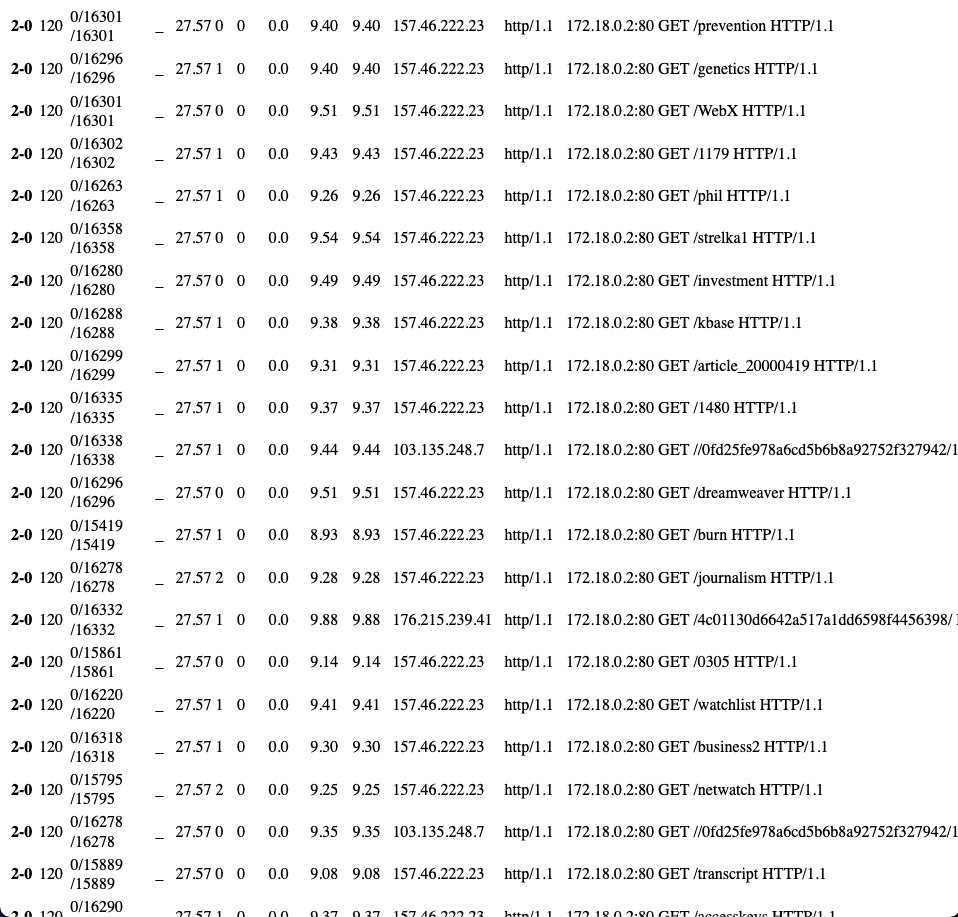 2-0 120 0/16301/16301 _ 27.57 0 0 0.0 9.40 9.40 157.46.222.23 http/1.1 172.18.0.2:80 GET /prevention HTTP/1.1
2-0 120 0/16296/16296 _ 27.57 1 0 0.0 9.40 9.40 157.46.222.23 http/1.1 172.18.0.2:80 GET /genetics HTTP/1.1
2-0 120 0/16301/16301 _ 27.57 0 0 0.0 9.51 9.51 157.46.222.23 http/1.1 172.18.0.2:80 GET /WebX HTTP/1.1
2-0 120 0/16302/16302 _ 27.57 1 0 0.0 9.43 9.43 157.46.222.23 http/1.1 172.18.0.2:80 GET /1179 HTTP/1.1
2-0 120 0/16263/16263 _ 27.57 1 0 0.0 9.26 9.26 157.46.222.23 http/1.1 172.18.0.2:80 GET /phil HTTP/1.1
2-0 120 0/16358/16358 _ 27.57 0 0 0.0 9.54 9.54 157.46.222.23 http/1.1 172.18.0.2:80 GET /strelka1 HTTP/1.1
2-0 120 0/16280/16280 _ 27.57 0 0 0.0 9.49 9.49 157.46.222.23 http/1.1 172.18.0.2:80 GET /investment HTTP/1.1
2-0 120 0/16288/16288 _ 27.57 1 0 0.0 9.38 9.38 157.46.222.23 http/1.1 172.18.0.2:80 GET /kbase HTTP/1.1
2-0 120 0/16299/16299 _ 27.57 1 0 0.0 9.31 9.31 157.46.222.23 http/1.1 172.18.0.2:80 GET /article_20000419 HTTP/1.1
2-0 120 0/16335/16335 _ 27.57 1 0 0.0 9.37 9.37 157.46.222.23 http/1.1 172.18.0.2:80 GET /1480 HTTP/1.1
2-0 120 0/16338/16338 _ 27.57 1 0 0.0 9.44 9.44 103.135.248.7 http/1.1 172.18.0.2:80 GET //0fd25fe978a6cd5b6b8a92752f327942/1
2-0 120 0/16296/16296 _ 27.57 0 0 0.0 9.51 9.51 157.46.222.23 http/1.1 172.18.0.2:80 GET /dreamweaver HTTP/1.1
2-0 120 0/15419/15419 _ 27.57 1 0 0.0 8.93 8.93 157.46.222.23 http/1.1 172.18.0.2:80 GET /burn HTTP/1.1
2-0 120 0/16278/16278 _ 27.57 2 0 0.0 9.28 9.28 157.46.222.23 http/1.1 172.18.0.2:80 GET /journalism HTTP/1.1
2-0 120 0/16332/16332 _ 27.57 1 0 0.0 9.88 9.88 176.215.239.41 http/1.1 172.18.0.2:80 GET /4c01130d6642a517a1dd6598f4456398/
2-0 120 0/15861/15861 _ 27.57 0 0 0.0 9.14 9.14 157.46.222.23 http/1.1 172.18.0.2:80 GET /0305 HTTP/1.1
2-0 120 0/16220/16220 _ 27.57 1 0 0.0 9.41 9.41 157.46.222.23 http/1.1 172.18.0.2:80 GET /watchlist HTTP/1.1
2-0 120 0/16318/16318 _ 27.57 1 0 0.0 9.30 9.30 157.46.222.23 http/1.1 172.18.0.2:80 GET /business2 HTTP/1.1
2-0 120 0/15795/15795 _ 27.57 2 0 0.0 9.25 9.25 157.46.222.23 http/1.1 172.18.0.2:80 GET /netwatch HTTP/1.1
2-0 120 0/16278/16278 _ 27.57 0 0 0.0 9.35 9.35 103.135.248.7 http/1.1 172.18.0.2:80 GET //0fd25fe978a6cd5b6b8a92752f327942/1
2-0 120 0/15889/15889 _ 27.57 0 0 0.0 9.08 9.08 157.46.222.23 http/1.1 172.18.0.2:80 GET /transcript HTTP/1.1
2-0 120 0/16290 27.57 1 0 0.0 9.37 9.37 157.46.222.23 http/1.1 172.18.0.2:80 GET /accesskeys HTTP/1.1